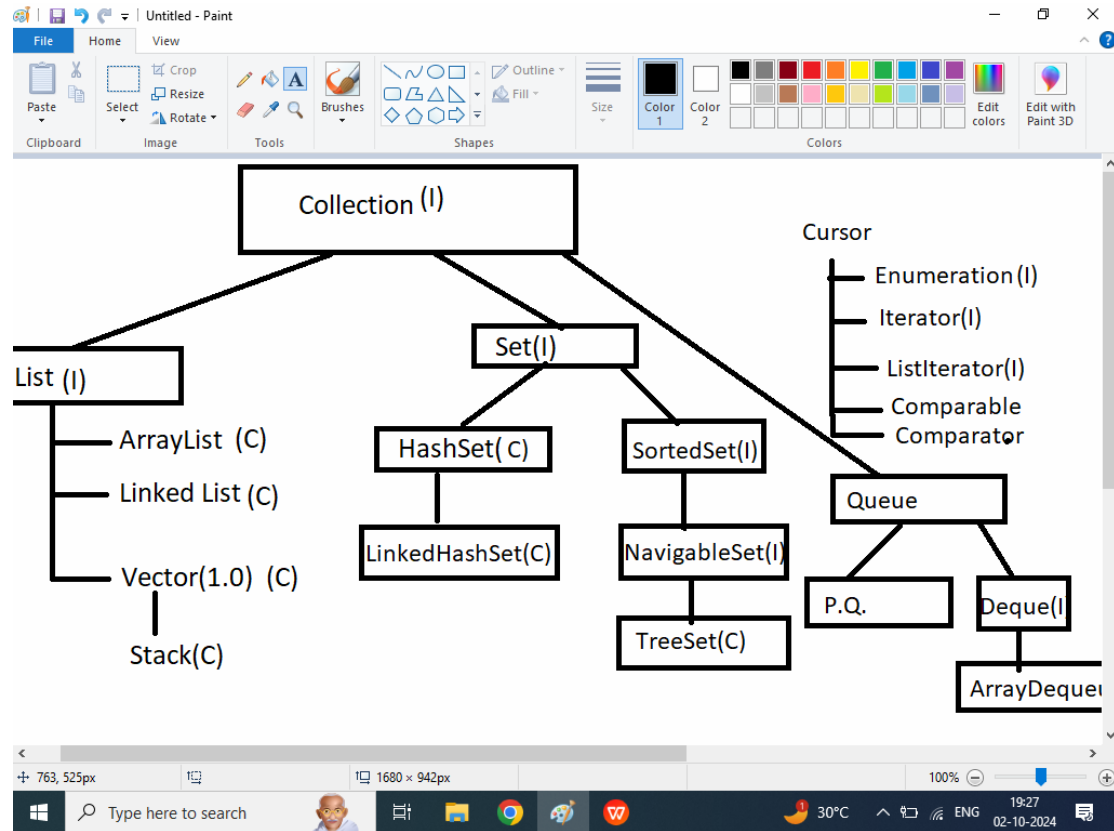 Untitled - Paint
File Home View
Paste
Select
Crop
Resize
Rotate
Brushes
Outline
Fill
Size
Color 1
Color 2
Edit colors
Edit with Paint 3D
Clipboard
Image
Tools
Shapes
Colors
Collection (I)
List (I)
ArrayList (C)
Linked List (C)
Vector(1.0) (C)
Stack(C)
Set(I)
HashSet( C)
LinkedHashSet(C)
SortedSet(I)
NavigableSet(I)
TreeSet(C)
Cursor
Enumeration (I)
Iterator(I)
ListIterator(I)
Comparable
Comparator
Queue
P.Q.
Deque(I
ArrayDequeu
763, 525px
1680 × 942px
100%
Type here to search
1
30°C
ENG
19:27
02-10-2024